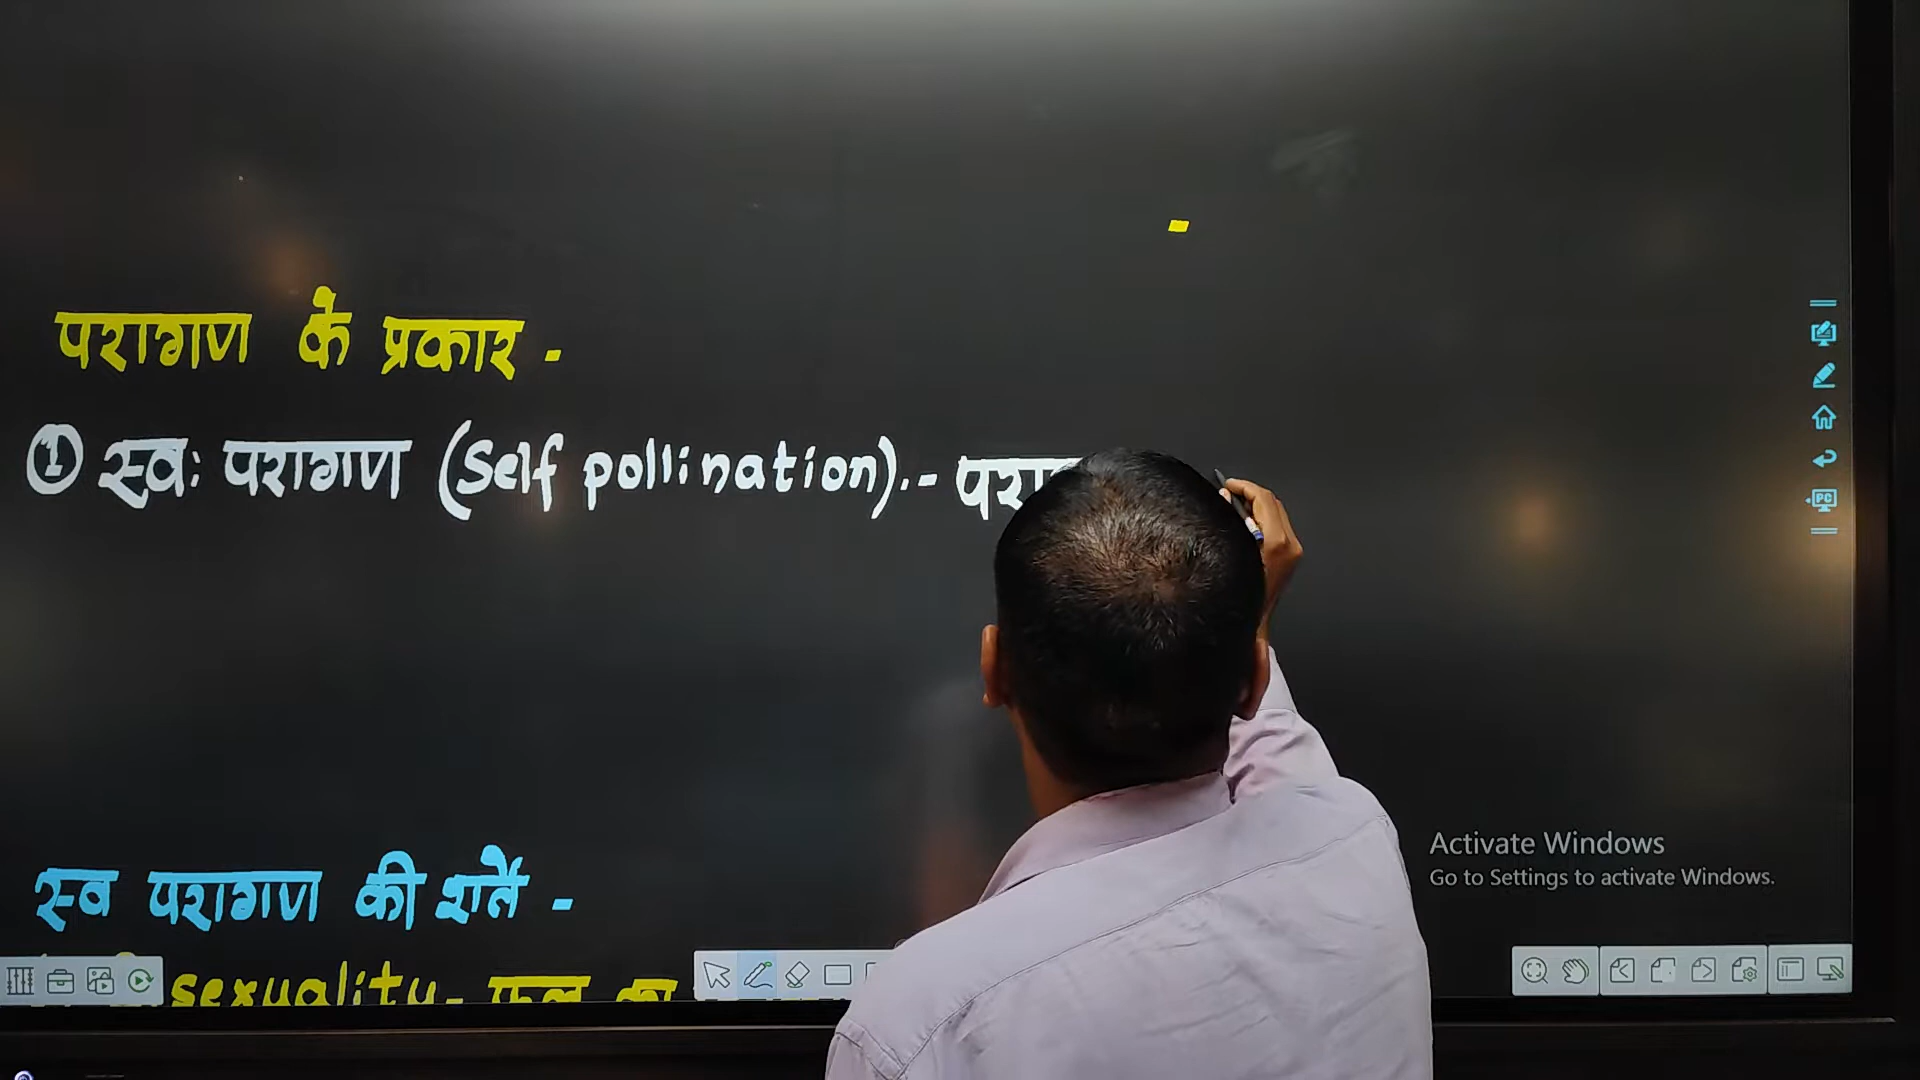 परागण के प्रकार -
① स्व: परागण (Self pollination).-
स्व परागण की शर्तें -
sexuality- फूल का
Activate Windows
Go to Settings to activate Windows.
PC